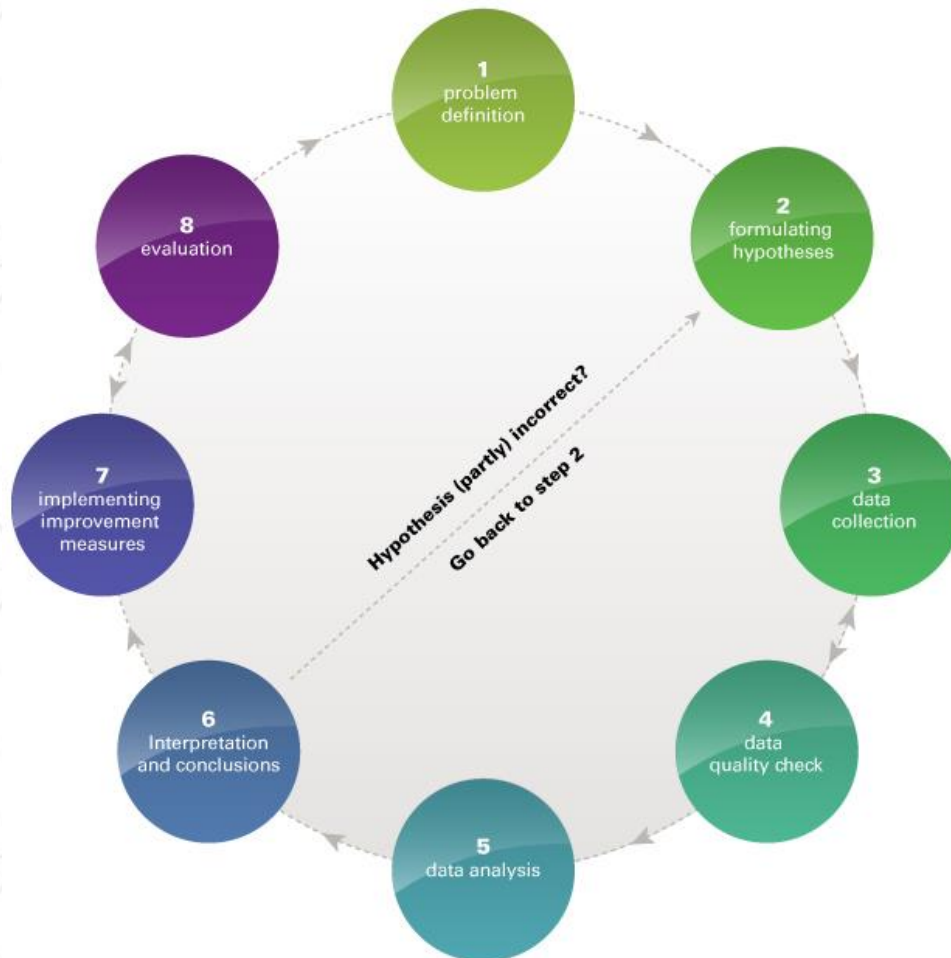 1
problem
definition
2
formulating
hypotheses
3
data
collection
4
data
quality check
5
data analysis
6
Interpretation
and conclusions
7
implementing
improvement
measures
8
evaluation
Hypothesis (partly) incorrect?
Go back to step 2